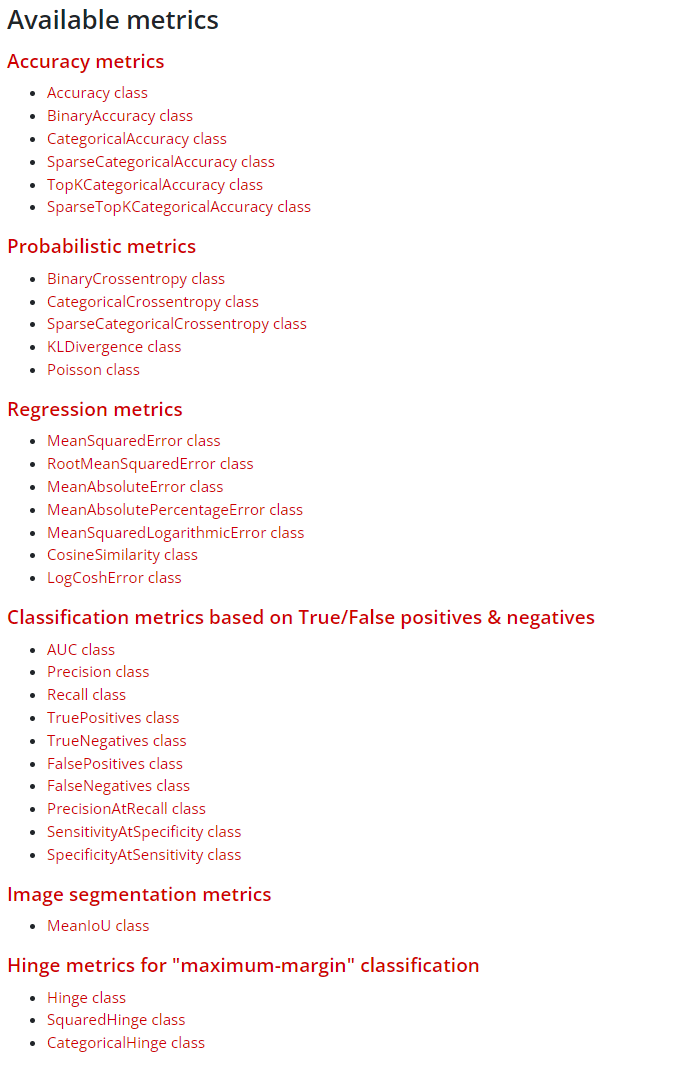 Available metrics
Accuracy metrics
Accuracy class
BinaryAccuracy class
CategoricalAccuracy class
SparseCategoricalAccuracy class
TopKCategoricalAccuracy class
SparseTopKCategoricalAccuracy class
Probabilistic metrics
BinaryCrossentropy class
CategoricalCrossentropy class
SparseCategoricalCrossentropy class
KLDivergence class
Poisson class
Regression metrics
MeanSquaredError class
RootMeanSquaredError class
MeanAbsoluteError class
MeanAbsolutePercentageError class
MeanSquaredLogarithmicError class
CosineSimilarity class
LogCoshError class
Classification metrics based on True/False positives & negatives
AUC class
Precision class
Recall class
TruePositives class
TrueNegatives class
FalsePositives class
FalseNegatives class
PrecisionAtRecall class
SensitivityAtSpecificity class
SpecificityAtSensitivity class
Image segmentation metrics
MeanIoU class
Hinge metrics for "maximum-margin" classification
Hinge class
SquaredHinge class
CategoricalHinge class